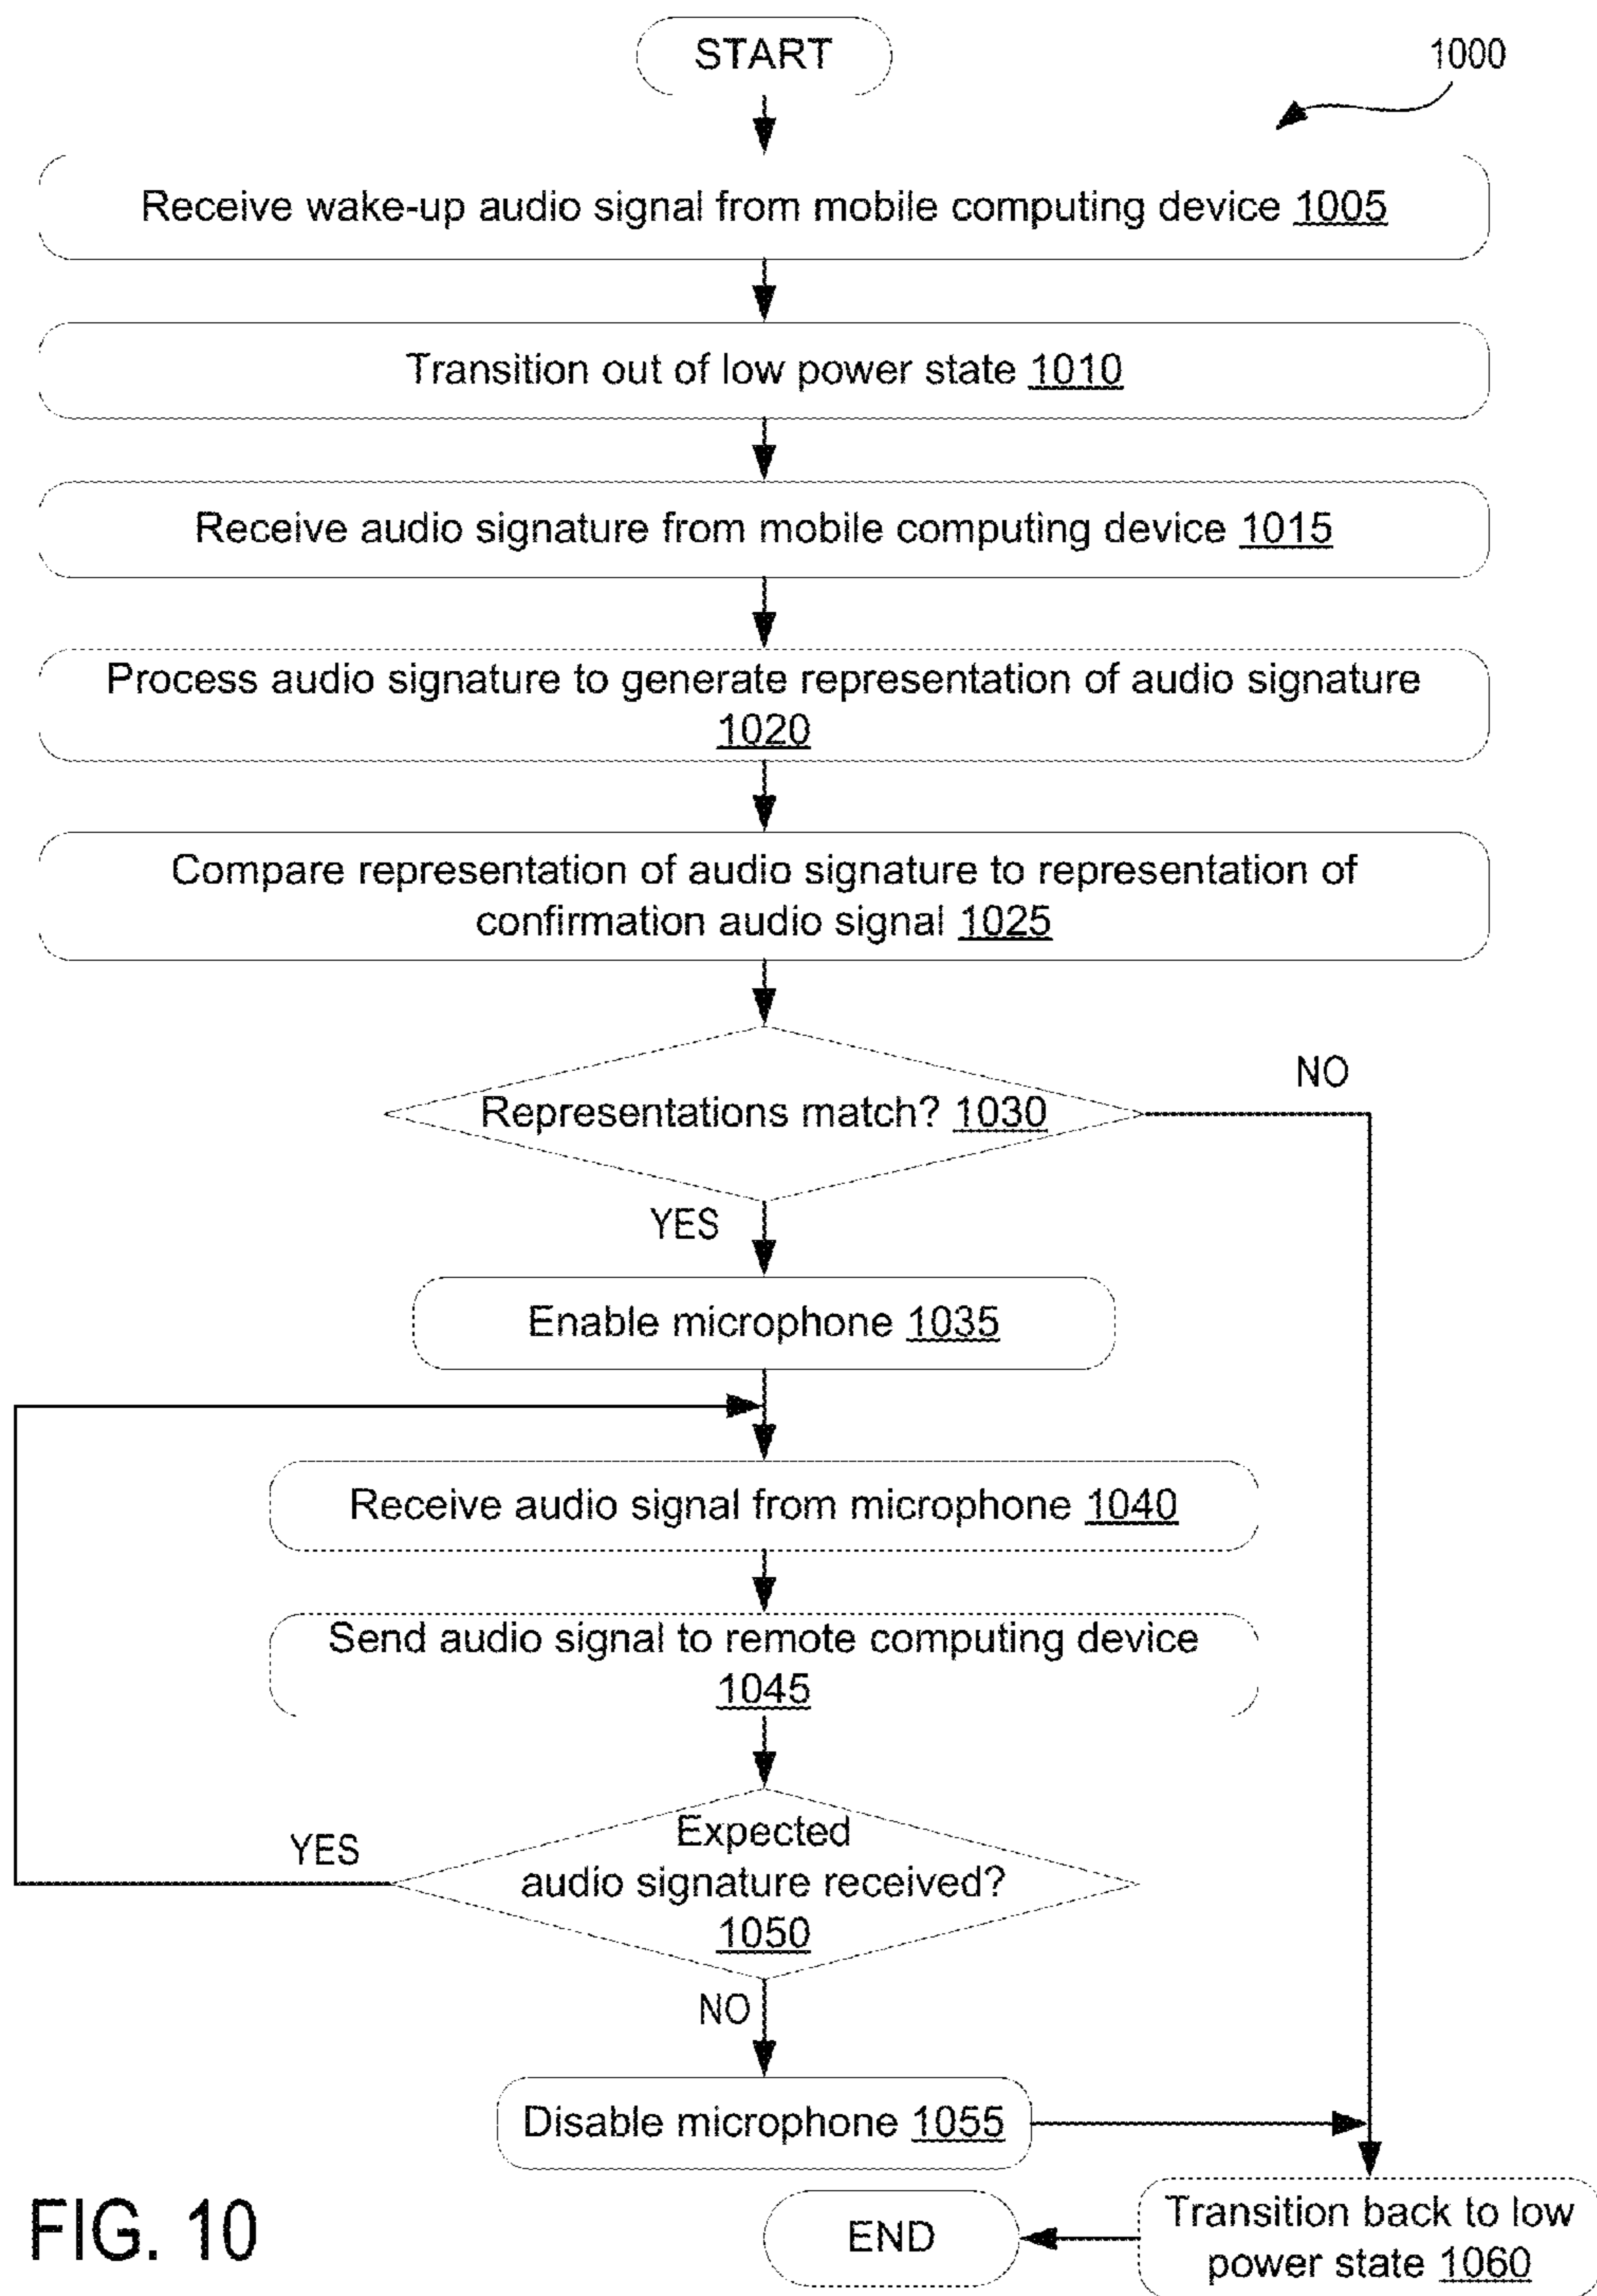 START
1000
Receive wake-up audio signal from mobile computing device 1005
Transition out of low power state 1010
Receive audio signature from mobile computing device 1015
Process audio signature to generate representation of audio signature
1020
Compare representation of audio signature to representation of
confirmation audio signal 1025
Representations match? 1030
NO
YES
Enable microphone 1035
Receive audio signal from microphone 1040
Send audio signal to remote computing device
1045
Expected
audio signature received?
1050
YES
NO
Disable microphone 1055
Transition back to low
power state 1060
END
FIG. 10